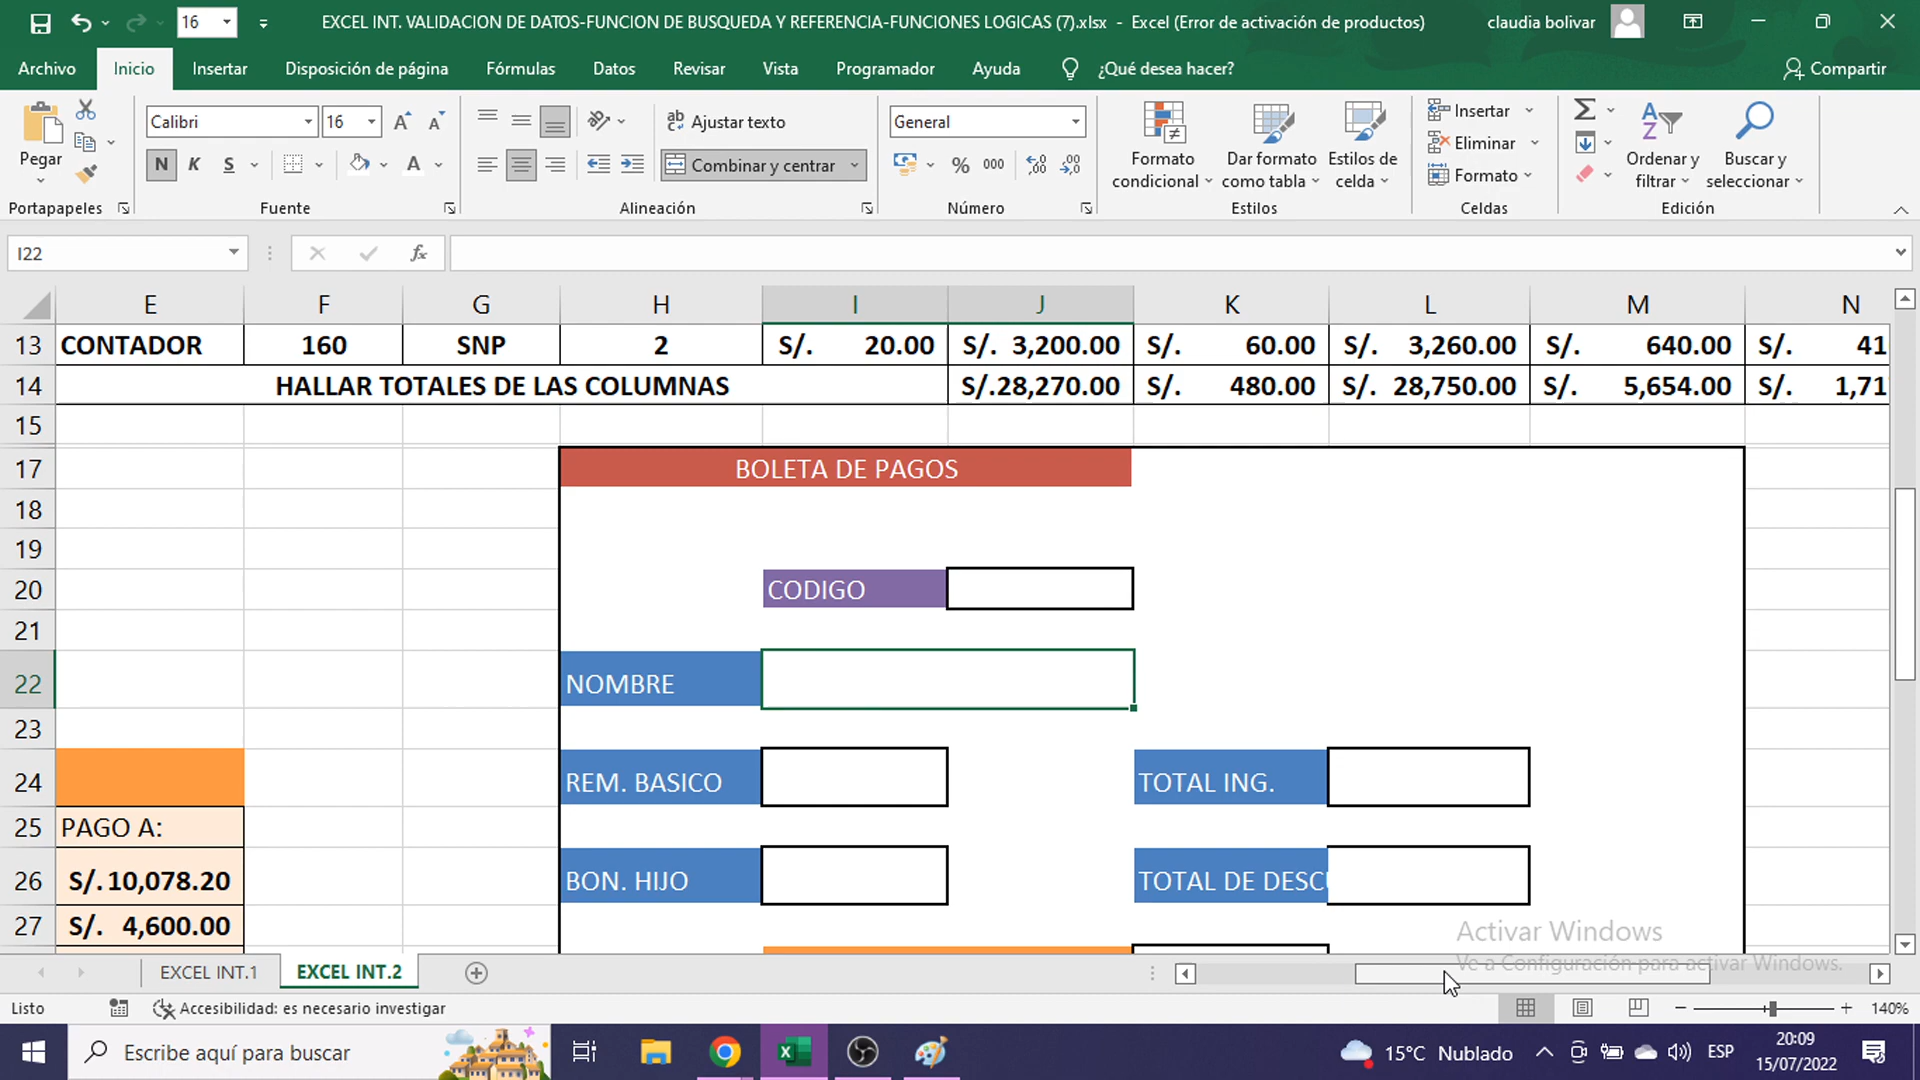 16
EXCEL INT. VALIDACION DE DATOS-FUNCION DE BUSQUEDA Y REFERENCIA-FUNCIONES LOGICAS (7).xlsx - Excel (Error de activación de productos)
claudia bolivar
Archivo Inicio Insertar Disposición de página Fórmulas Datos Revisar Vista Programador Ayuda ¿Qué desea hacer? Compartir
Pegar
Portapapeles
Calibri 16
N K S A
Fuente
Ajustar texto
Combinar y centrar
Alineación
General
% 000
Número
Formato condicional
Dar formato como tabla
Estilos de celda
Estilos
Insertar
Eliminar
Formato
Celdas
Ordenar y filtrar
Buscar y seleccionar
Edición
I22 fx
E F G H I J K L M N
13 CONTADOR 160 SNP 2 S/. 20.00 S/. 3,200.00 S/. 60.00 S/. 3,260.00 S/. 640.00 S/. 41
14 HALLAR TOTALES DE LAS COLUMNAS S/.28,270.00 S/. 480.00 S/. 28,750.00 S/. 5,654.00 S/. 1,71
15
17 BOLETA DE PAGOS
18
19
20 CODIGO
21
22 NOMBRE
23
24 REM. BASICO TOTAL ING.
25 PAGO A:
26 S/. 10,078.20 BON. HIJO TOTAL DE DESCU
27 S/. 4,600.00
Activar Windows
Ve a Configuración para activar Windows.
EXCEL INT.1 EXCEL INT.2
Listo Accesibilidad: es necesario investigar 140%
Escribe aquí para buscar
15°C Nublado ESP
20:09
15/07/2022